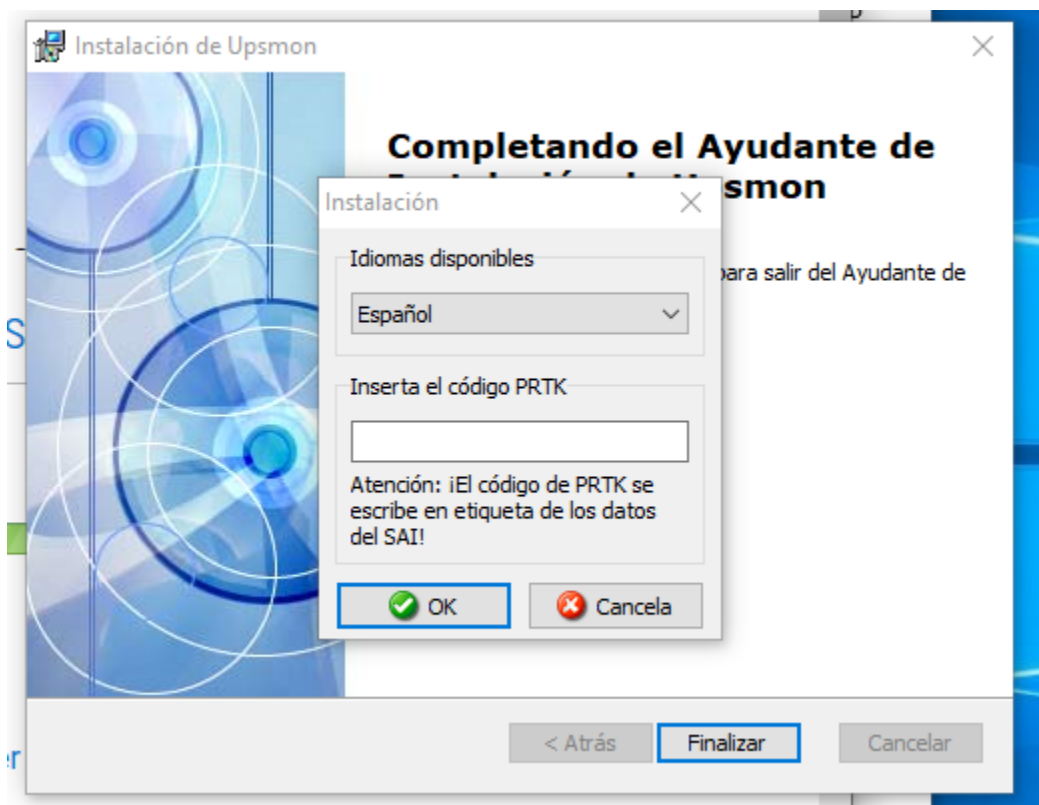 Instalación de Upsmon
Completando el Ayudante de
smon
para salir del Ayudante de
Instalación
Idiomas disponibles
Español
Inserta el código PRTK
Atención: ¡El código de PRTK se
escribe en etiqueta de los datos
del SAI!
OK
Cancela
< Atrás
Finalizar
Cancelar